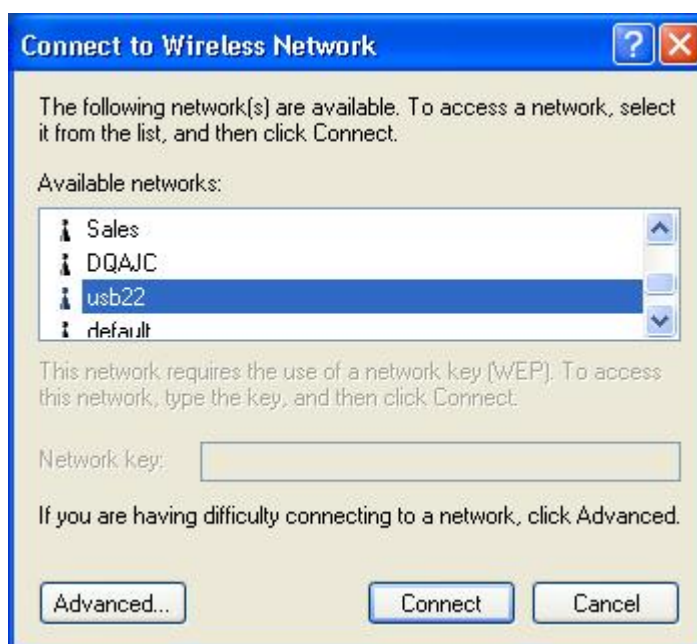 Connect to Wireless Network
?
The following network(s) are available. To access a network, select
it from the list, and then click Connect.
Available networks:
Sales
DQAJC
usb22
default
This network requires the use of a network key (WEP). To access
this network, type the key, and then click Connect.
Network key:
If you are having difficulty connecting to a network, click Advanced.
Advanced... Connect Cancel